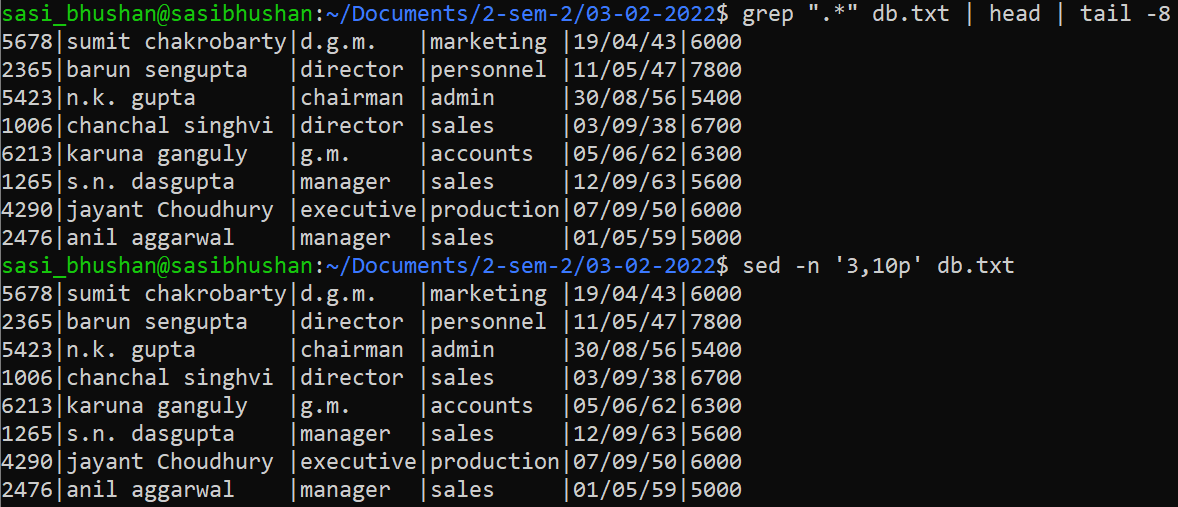 sasi_bhushan@sasibhushan:~/Documents/2-sem-2/03-02-2022$ grep ".*" db.txt | head | tail -8
5678|sumit chakrobarty|d.g.m.   |marketing |19/04/43|6000
2365|barun sengupta   |director |personnel |11/05/47|7800
5423|n.k. gupta       |chairman |admin     |30/08/56|5400
1006|chanchal singhvi |director |sales     |03/09/38|6700
6213|karuna ganguly   |g.m.     |accounts  |05/06/62|6300
1265|s.n. dasgupta    |manager  |sales     |12/09/63|5600
4290|jayant Choudhury |executive|production|07/09/50|6000
2476|anil aggarwal    |manager  |sales     |01/05/59|5000
sasi_bhushan@sasibhushan:~/Documents/2-sem-2/03-02-2022$ sed -n '3,10p' db.txt
5678|sumit chakrobarty|d.g.m.   |marketing |19/04/43|6000
2365|barun sengupta   |director |personnel |11/05/47|7800
5423|n.k. gupta       |chairman |admin     |30/08/56|5400
1006|chanchal singhvi |director |sales     |03/09/38|6700
6213|karuna ganguly   |g.m.     |accounts  |05/06/62|6300
1265|s.n. dasgupta    |manager  |sales     |12/09/63|5600
4290|jayant Choudhury |executive|production|07/09/50|6000
2476|anil aggarwal    |manager  |sales     |01/05/59|5000